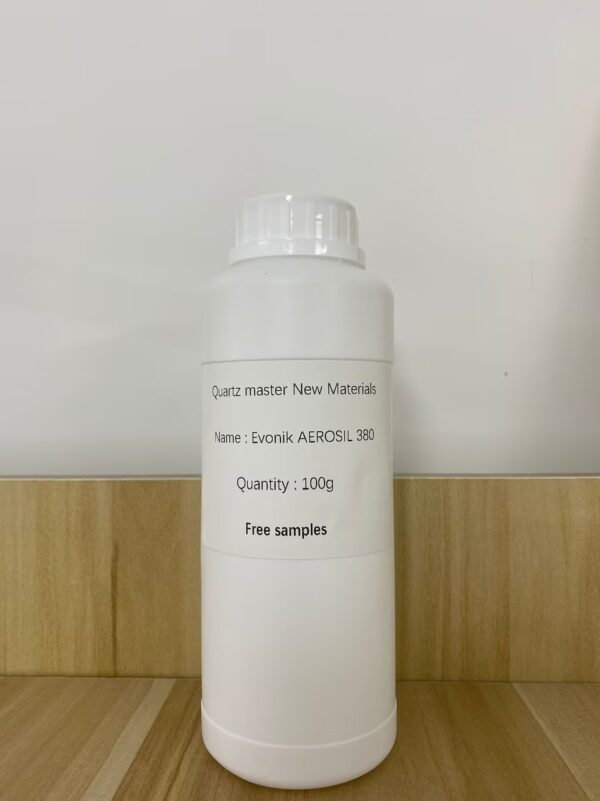 Quartz master New Materials
Name : Evonik AEROSIL 380
Quantity : 100g
Free samples